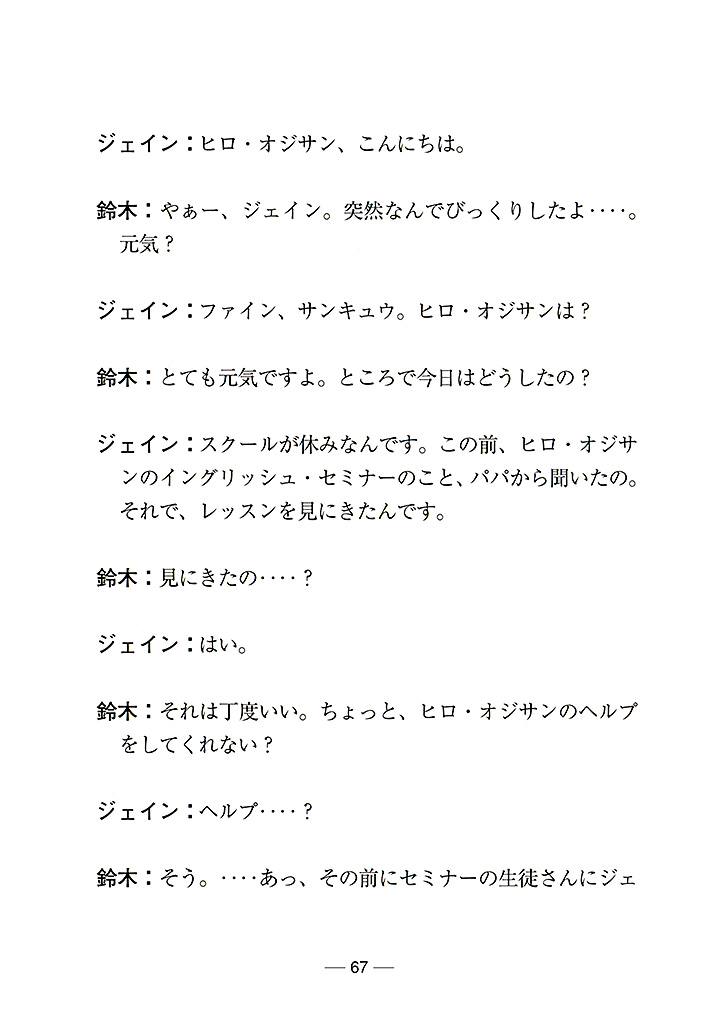 ジェイン：ヒロ・オジサン、こんにちは。
鈴木：やぁー、ジェイン。突然なんでびっくりしたよ‥‥。
元気？
ジェイン：ファイン、サンキュウ。ヒロ・オジサンは？
鈴木：とても元気ですよ。ところで今日はどうしたの？
ジェイン：スクールが休みなんです。この前、ヒロ・オジサ
ンのイングリッシュ・セミナーのこと、パパから聞いたの。
それで、レッスンを見にきたんです。
鈴木：見にきたの‥‥？
ジェイン：はい。
鈴木：それは丁度いい。ちょっと、ヒロ・オジサンのヘルプ
をしてくれない？
ジェイン：ヘルプ‥‥？
鈴木：そう。‥‥あっ、その前にセミナーの生徒さんにジェ
― 67 ―